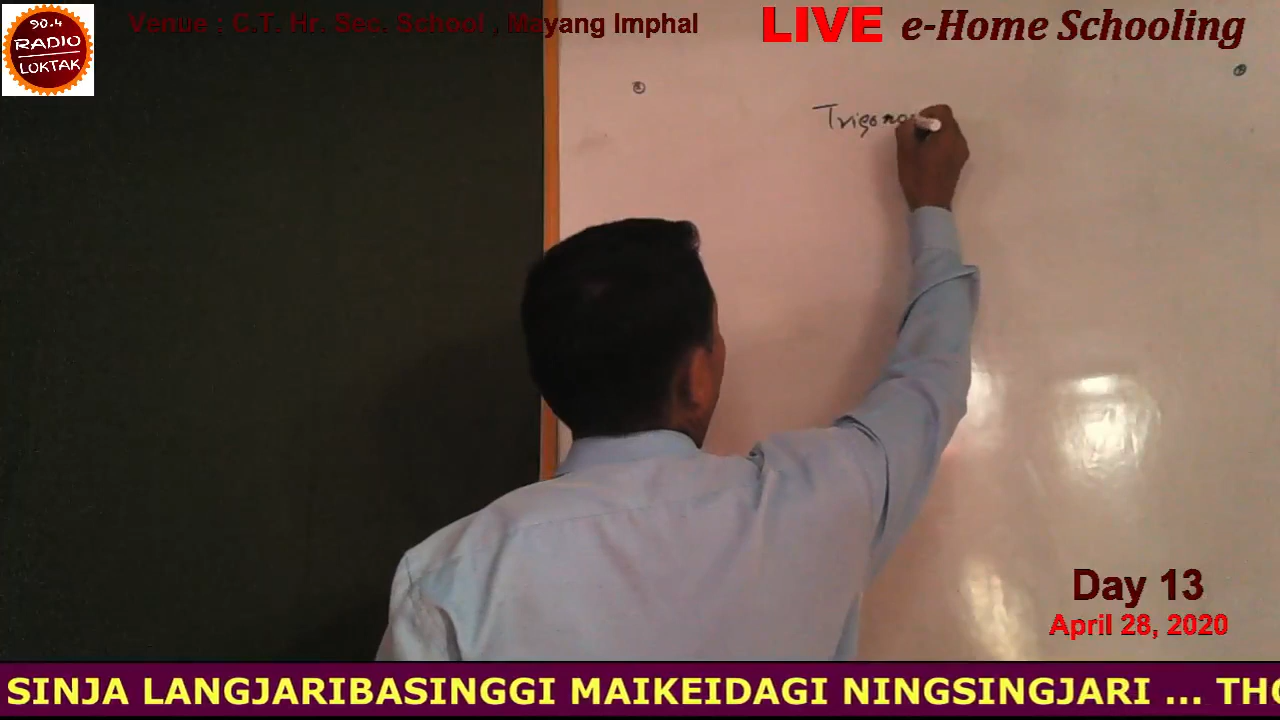 90.4
RADIO
LOKTAK
Venue : C.T. Hr. Sec. School , Mayang Imphal
LIVE e-Home Schooling
Trigono
Day 13
April 28, 2020
SINJA LANGJARIBASINGGI MAIKEIDAGI NINGSINGJARI ...